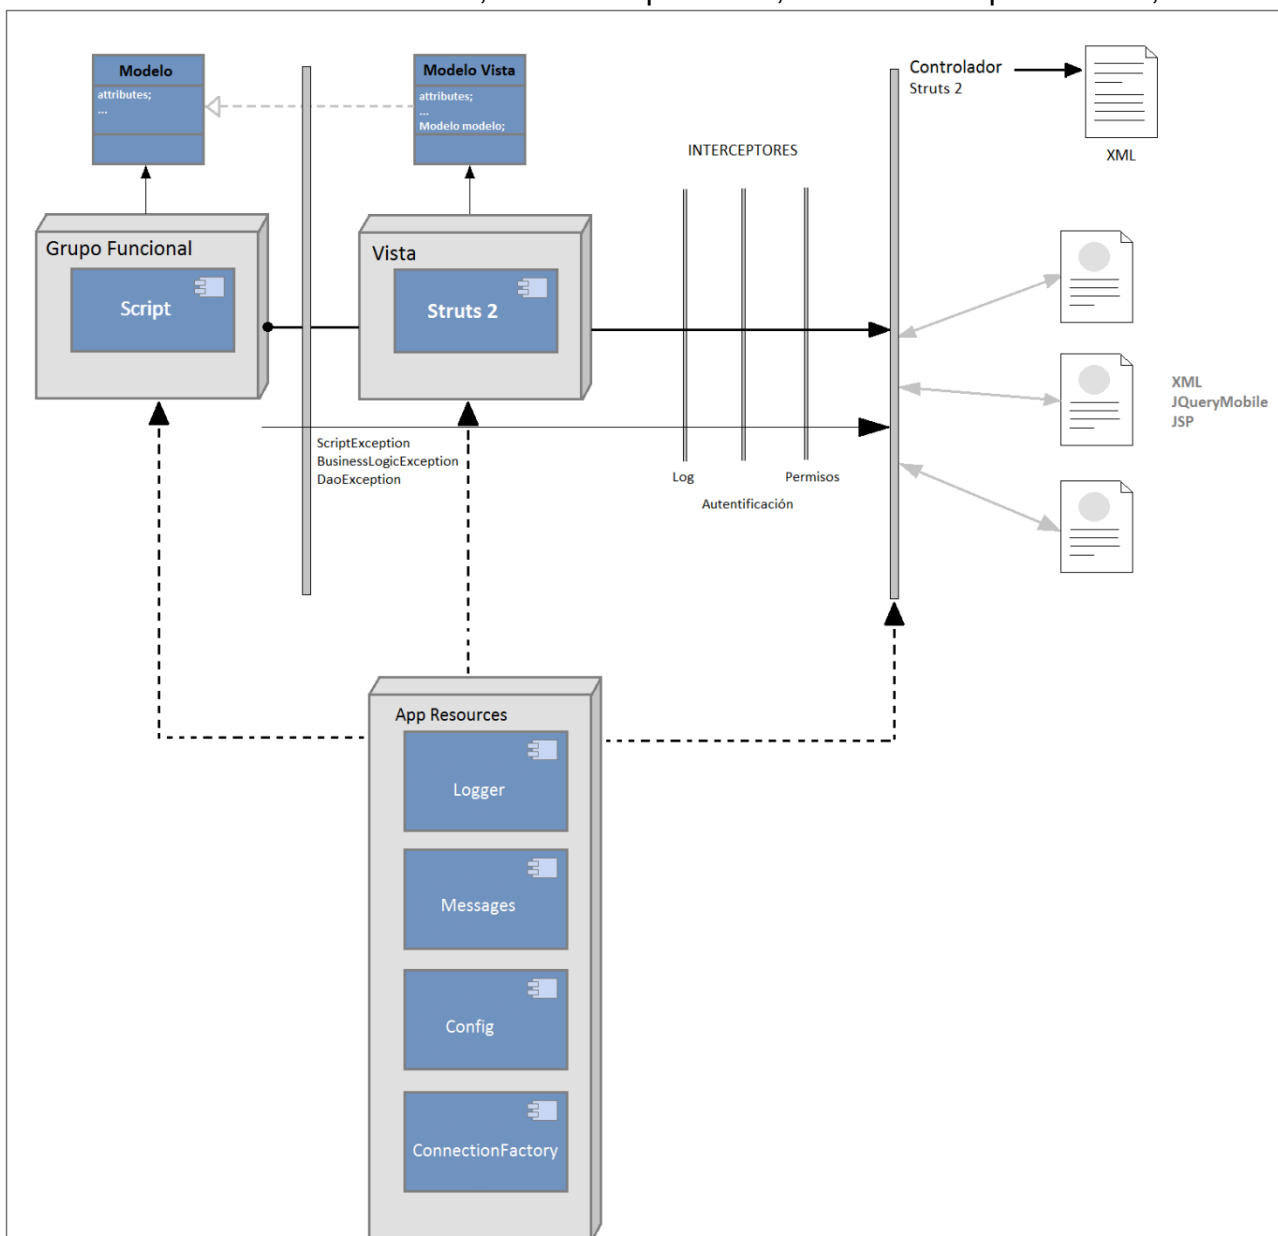 Modelo
attributes;
...
Modelo Vista
attributes;
...
Modelo modelo;
Controlador
Struts 2
XML
INTERCEPTORES
Grupo Funcional
Script
Vista
Struts 2
XML
JQueryMobile
JSP
ScriptException
BusinessLogicException
DaoException
Log
Permisos
Autentificación
App Resources
Logger
Messages
Config
ConnectionFactory